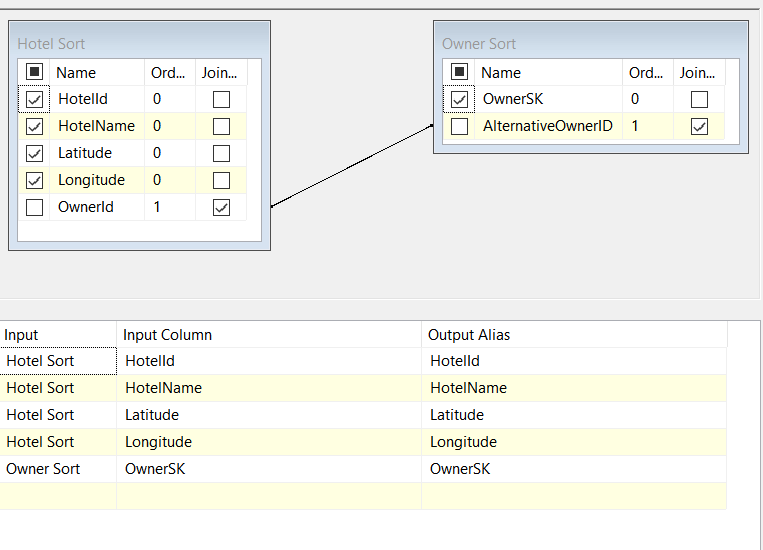 Hotel Sort
Name Ord... Join...
HotelId 0
HotelName 0
Latitude 0
Longitude 0
OwnerId 1
Owner Sort
Name Ord... Join...
OwnerSK 0
AlternativeOwnerID 1
Input Input Column Output Alias
Hotel Sort HotelId HotelId
Hotel Sort HotelName HotelName
Hotel Sort Latitude Latitude
Hotel Sort Longitude Longitude
Owner Sort OwnerSK OwnerSK